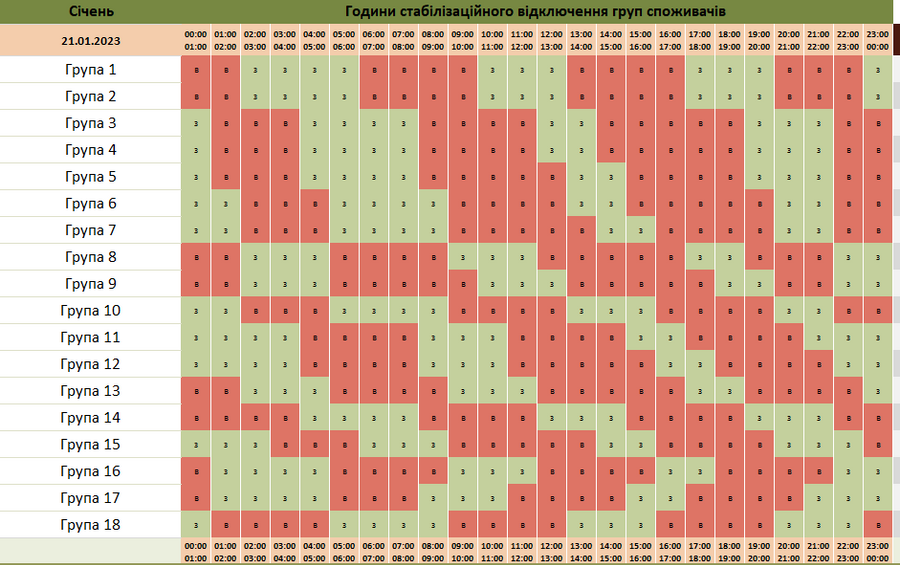 Січень Години стабілізаційного відключення груп споживачів
00:00 01:00 02:00 03:00 04:00 05:00 06:00 07:00 08:00 09:00 10:00 11:00 12:00 13:00 14:00 15:00 16:00 17:00 18:00 19:00 20:00 21:00 22:00 23:00
21.01.2023 01:00 02:00 03:00 04:00 05:00 06:00 07:00 08:00 09:00 10:00 11:00 12:00 13:00 14:00 15:00 16:00 17:00 18:00 19:00 20:00 21:00 22:00 23:00 00:00
Група 1 В В З З З З В В В В З З З В В В В З З З В В В З
Група 2 В В З З З З В В В В З З З В В В В З З З В В В З
Група 3 З В В В З З З З В В В В З З В В В В В З З З В В
Група 4 З В В В З З З З В В В В З З В В В В В З З З В В
Група 5 З В В В З З З З В В В В В З З В В В В З З З В В
Група 6 З З В В В З З З З В В В В З З В В В В В З З В В
Група 7 З З В В В З З З З В В В В В З З В В В В З З В В
Група 8 В В З З З В В В В З З З В В В В В З З В В В З З
Група 9 В В З З З В В В В В З З З В В В В В З З В В З З
Група 10 З З В В В З З З З В В В В З З З В В В В З З В В
Група 11 З З З З В В В В З З З В В В В З З В В В В З З З
Група 12 З З З З В В В В З З З В В В В В З З В В В В З З
Група 13 В В З З З В В В В З З З В В В В В З З В В В В З
Група 14 В В В В З З З З В В В В З З З В В В В З З З В В
Група 15 З З З В В В З З З В В В В В З З В В В В З З З В
Група 16 В З З З З В В В В З З З В В В В З З В В В В З З
Група 17 В З З З З В В В З З З В В В В З З В В В В З З З
Група 18 З В В В В З З З З В В В В З З З В В В В З З З В
00:00 01:00 02:00 03:00 04:00 05:00 06:00 07:00 08:00 09:00 10:00 11:00 12:00 13:00 14:00 15:00 16:00 17:00 18:00 19:00 20:00 21:00 22:00 23:00
01:00 02:00 03:00 04:00 05:00 06:00 07:00 08:00 09:00 10:00 11:00 12:00 13:00 14:00 15:00 16:00 17:00 18:00 19:00 20:00 21:00 22:00 23:00 00:00